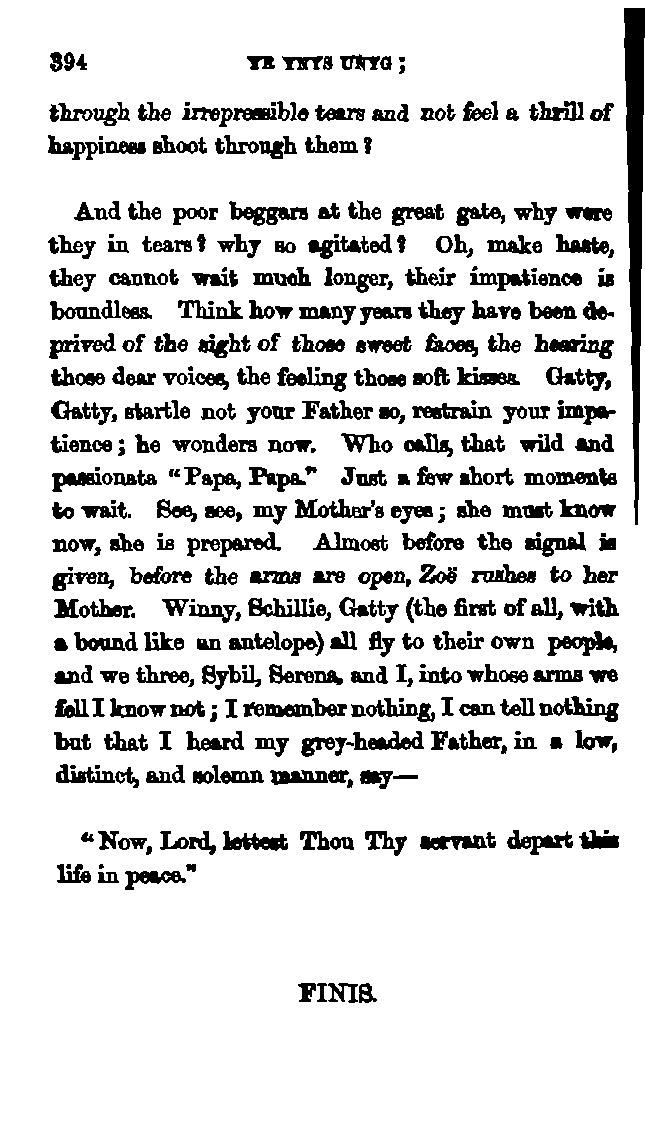 394 YE YNYS UNYG ;
through the irrepressible tears and not feel a thrill of
happiness shoot through them?
And the poor beggars at the great gate, why were
they in tears? why so agitated? Oh, make haste,
they cannot wait much longer, their impatience is
boundless. Think how many years they have been de-
prived of the sight of those sweet faces, the hearing
those dear voices, the feeling those soft kisses. Gatty,
Gatty, startle not your Father so, restrain your impa-
tience; he wonders now. Who calls, that wild and
passionata "Papa, Papa." Just a few short moments
to wait. See, see, my Mother's eyes; she must know
now, she is prepared. Almost before the signal is
given, before the arms are open, Zoë rushes to her
Mother. Winny, Schillie, Gatty (the first of all, with
a bound like an antelope) all fly to their own people,
and we three, Sybil, Serena, and I, into whose arms we
fell I know not; I remember nothing, I can tell nothing
but that I heard my grey-headed Father, in a low,
distinct, and solemn manner, say—
"Now, Lord, lettest Thou Thy servant depart this
life in peace."
FINIS.